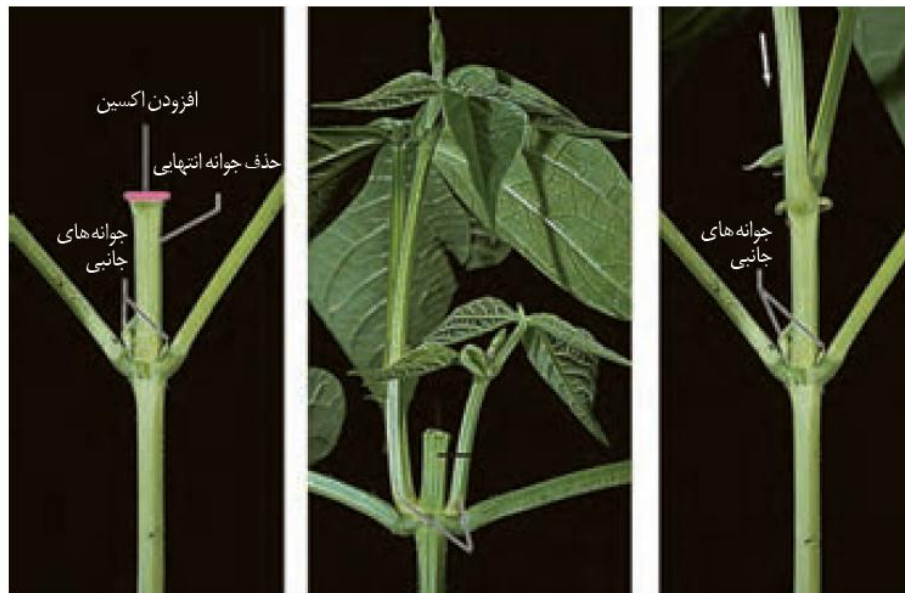 افزودن اکسین
حذف جوانه انتهایی
جوانه‌های
جانبی
جوانه‌های
جانبی